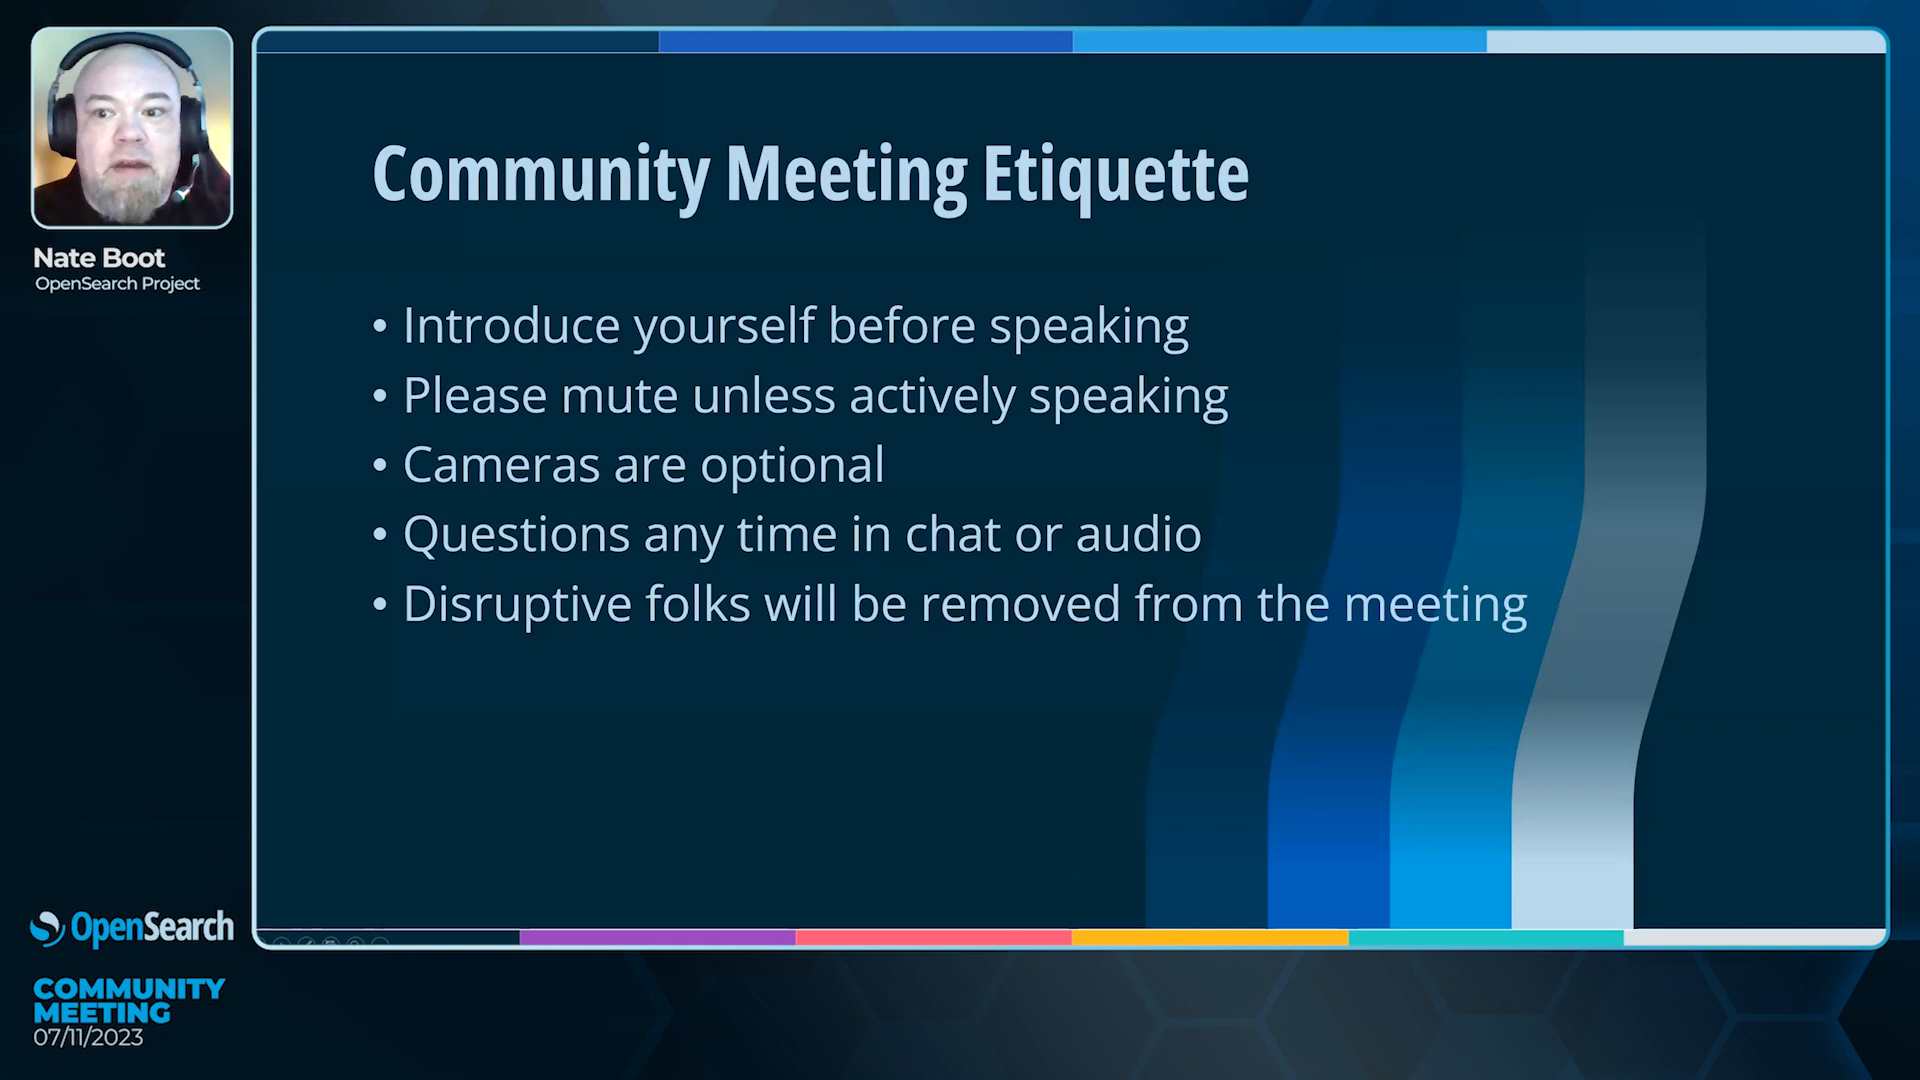 Nate Boot
OpenSearch Project
Community Meeting Etiquette
• Introduce yourself before speaking
• Please mute unless actively speaking
• Cameras are optional
• Questions any time in chat or audio
• Disruptive folks will be removed from the meeting
OpenSearch
COMMUNITY
MEETING
07/11/2023